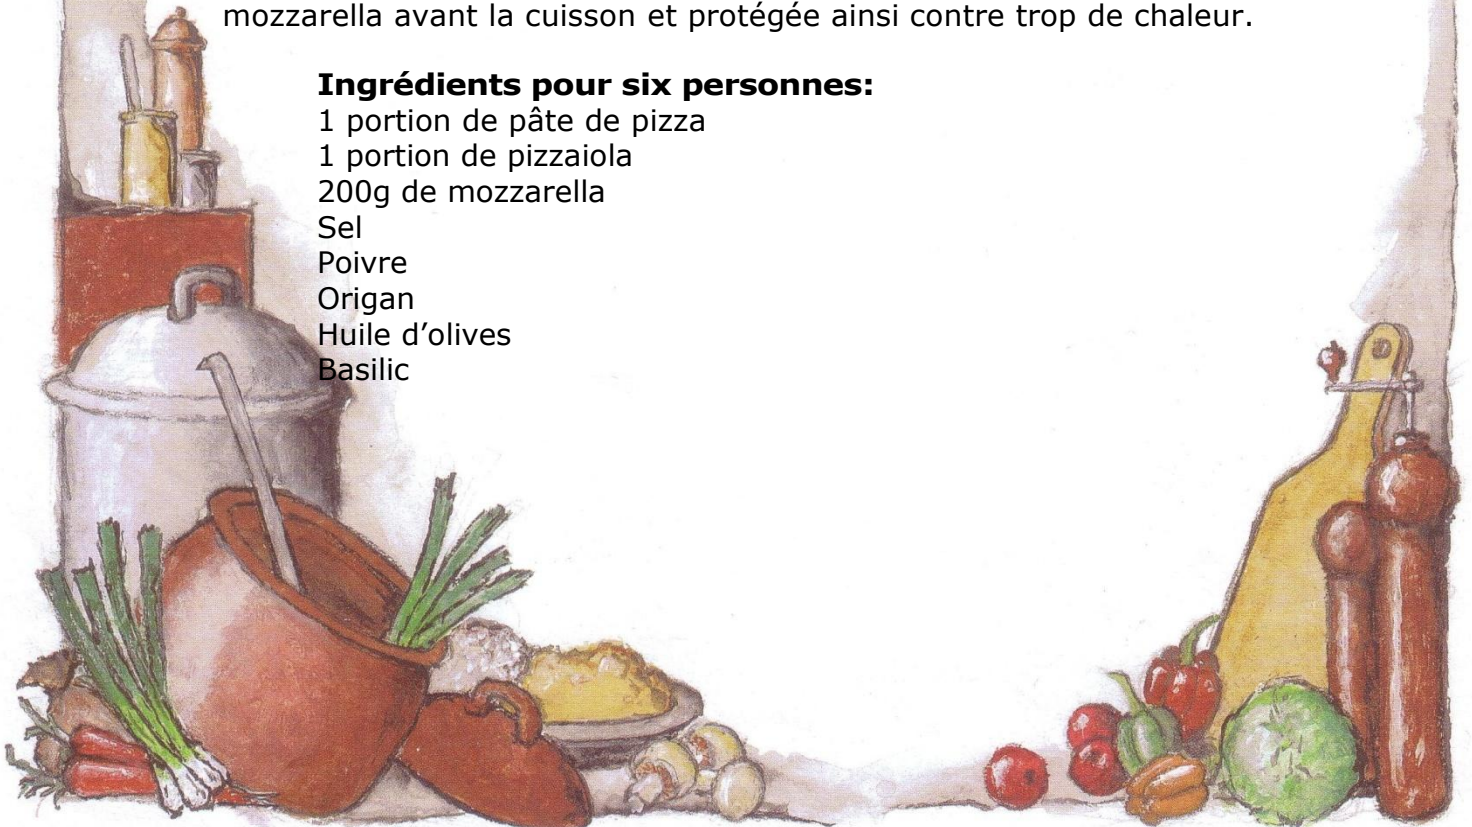 mozzarella avant la cuisson et protégée ainsi contre trop de chaleur.
Ingrédients pour six personnes:
1 portion de pâte de pizza
1 portion de pizzaiola
200g de mozzarella
Sel
Poivre
Origan
Huile d’olives
Basilic